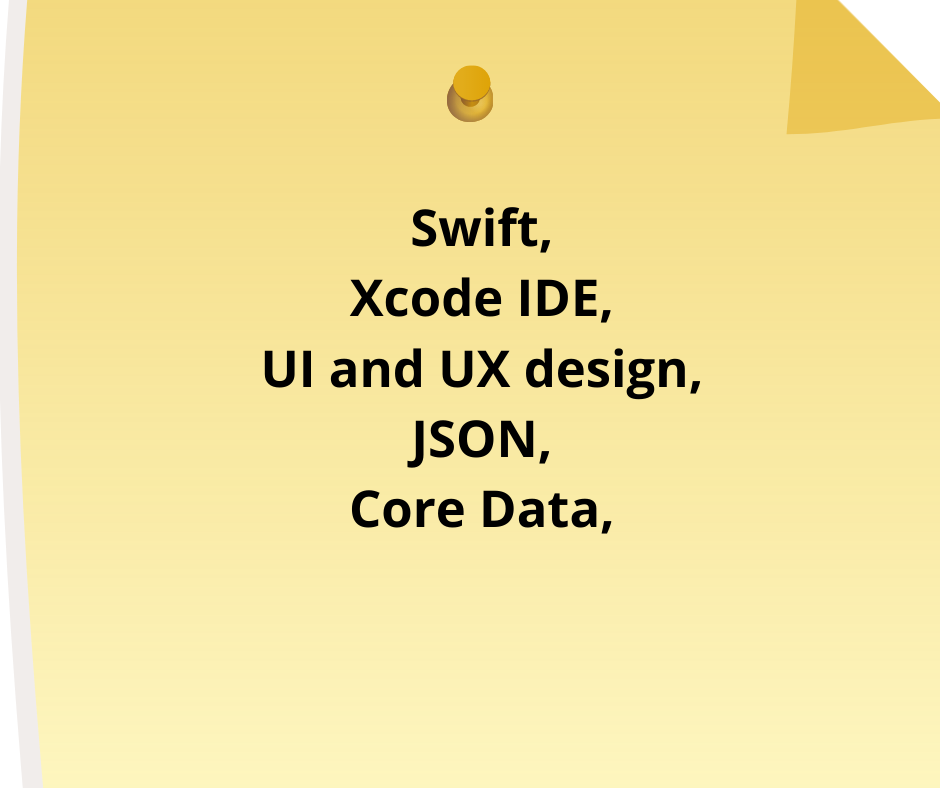 Swift,
Xcode IDE,
UI and UX design,
JSON,
Core Data,